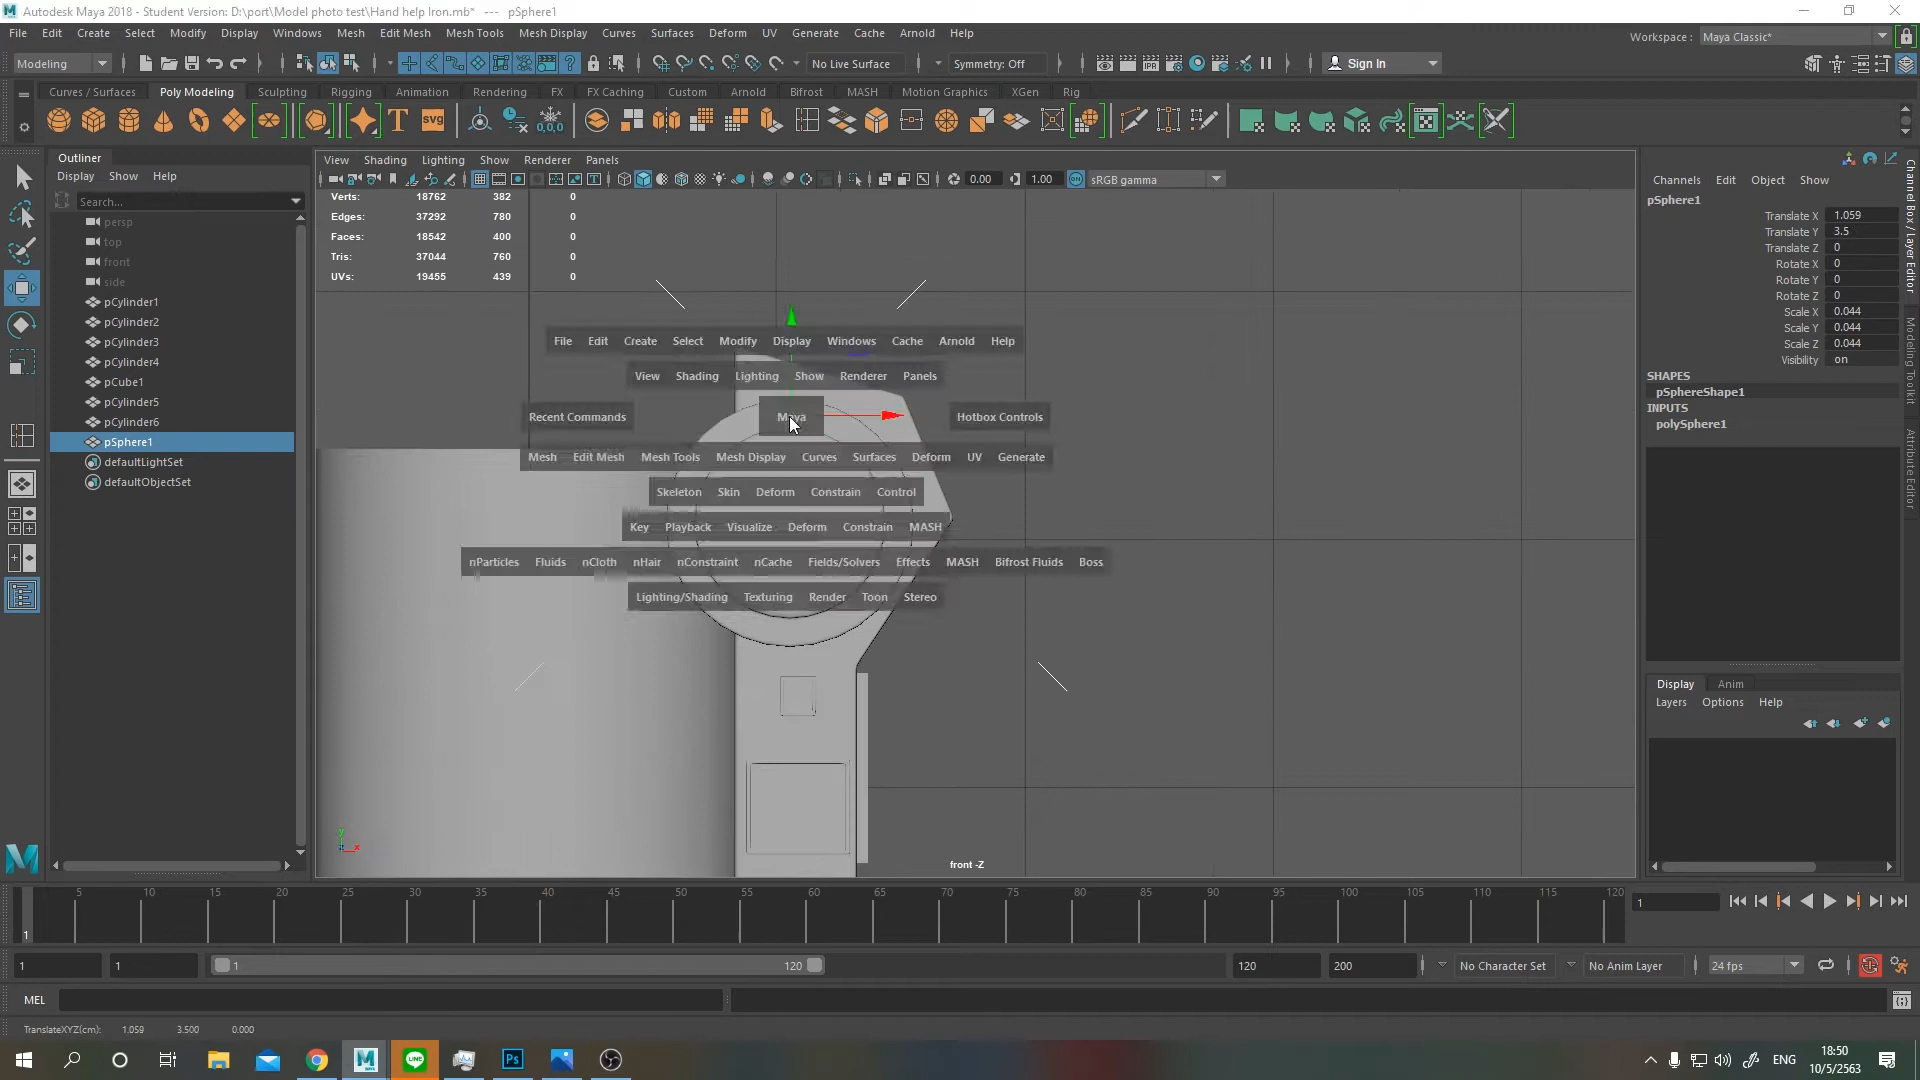 Autodesk Maya 2018 - Student Version: D:\port\Model photo test\Hand help Iron.mb* --- pSphere1
File Edit Create Select Modify Display Windows Mesh Edit Mesh Mesh Tools Mesh Display Curves Surfaces Deform UV Generate Cache Arnold Help
Workspace : Maya Classic*
Modeling No Live Surface Symmetry: Off Sign In
Curves / Surfaces Poly Modeling Sculpting Rigging Animation Rendering FX FX Caching Custom Arnold Bifrost MASH Motion Graphics XGen Rig
T SVG 0,0,0
Outliner
Display Show Help
Search...
persp
top
front
side
pCylinder1
pCylinder2
pCylinder3
pCylinder4
pCube1
pCylinder5
pCylinder6
pSphere1
defaultLightSet
defaultObjectSet
View Shading Lighting Show Renderer Panels
0.00 1.00 sRGB gamma
Verts: 18762 382 0
Edges: 37292 780 0
Faces: 18542 400 0
Tris: 37044 760 0
UVs: 19455 439 0
File Edit Create Select Modify Display Windows Cache Arnold Help
View Shading Lighting Show Renderer Panels
Recent Commands Maya Hotbox Controls
Mesh Edit Mesh Mesh Tools Mesh Display Curves Surfaces Deform UV Generate
Skeleton Skin Deform Constrain Control
Key Playback Visualize Deform Constrain MASH
nParticles Fluids nCloth nHair nConstraint nCache Fields/Solvers Effects MASH Bifrost Fluids Boss
Lighting/Shading Texturing Render Toon Stereo
y
x
front -Z
Channels Edit Object Show
pSphere1
Translate X 1.059
Translate Y 3.5
Translate Z 0
Rotate X 0
Rotate Y 0
Rotate Z 0
Scale X 0.044
Scale Y 0.044
Scale Z 0.044
Visibility on
SHAPES
pSphereShape1
INPUTS
polySphere1
Channel Box / Layer Editor
Modeling Toolkit
Attribute Editor
Display Anim
Layers Options Help
5 10 15 20 25 30 35 40 45 50 55 60 65 70 75 80 85 90 95 100 105 110 115 120
1
1
1 1 1 120 120 200 No Character Set No Anim Layer 24 fps
MEL
TranslateXYZ(cm): 1.059 3.500 0.000
ENG
18:50
10/5/2563